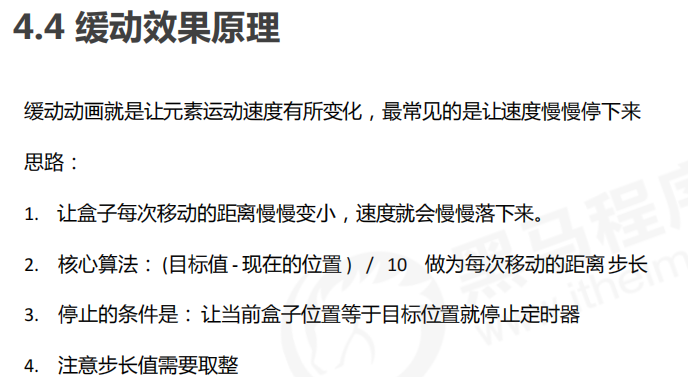 4.4 缓动效果原理
缓动动画就是让元素运动速度有所变化，最常见的是让速度慢慢停下来
思路：
1. 让盒子每次移动的距离慢慢变小，速度就会慢慢落下来。
2. 核心算法：(目标值 - 现在的位置) / 10 做为每次移动的距离 步长
3. 停止的条件是：让当前盒子位置等于目标位置就停止定时器
4. 注意步长值需要取整
黑马程序
www.itheim